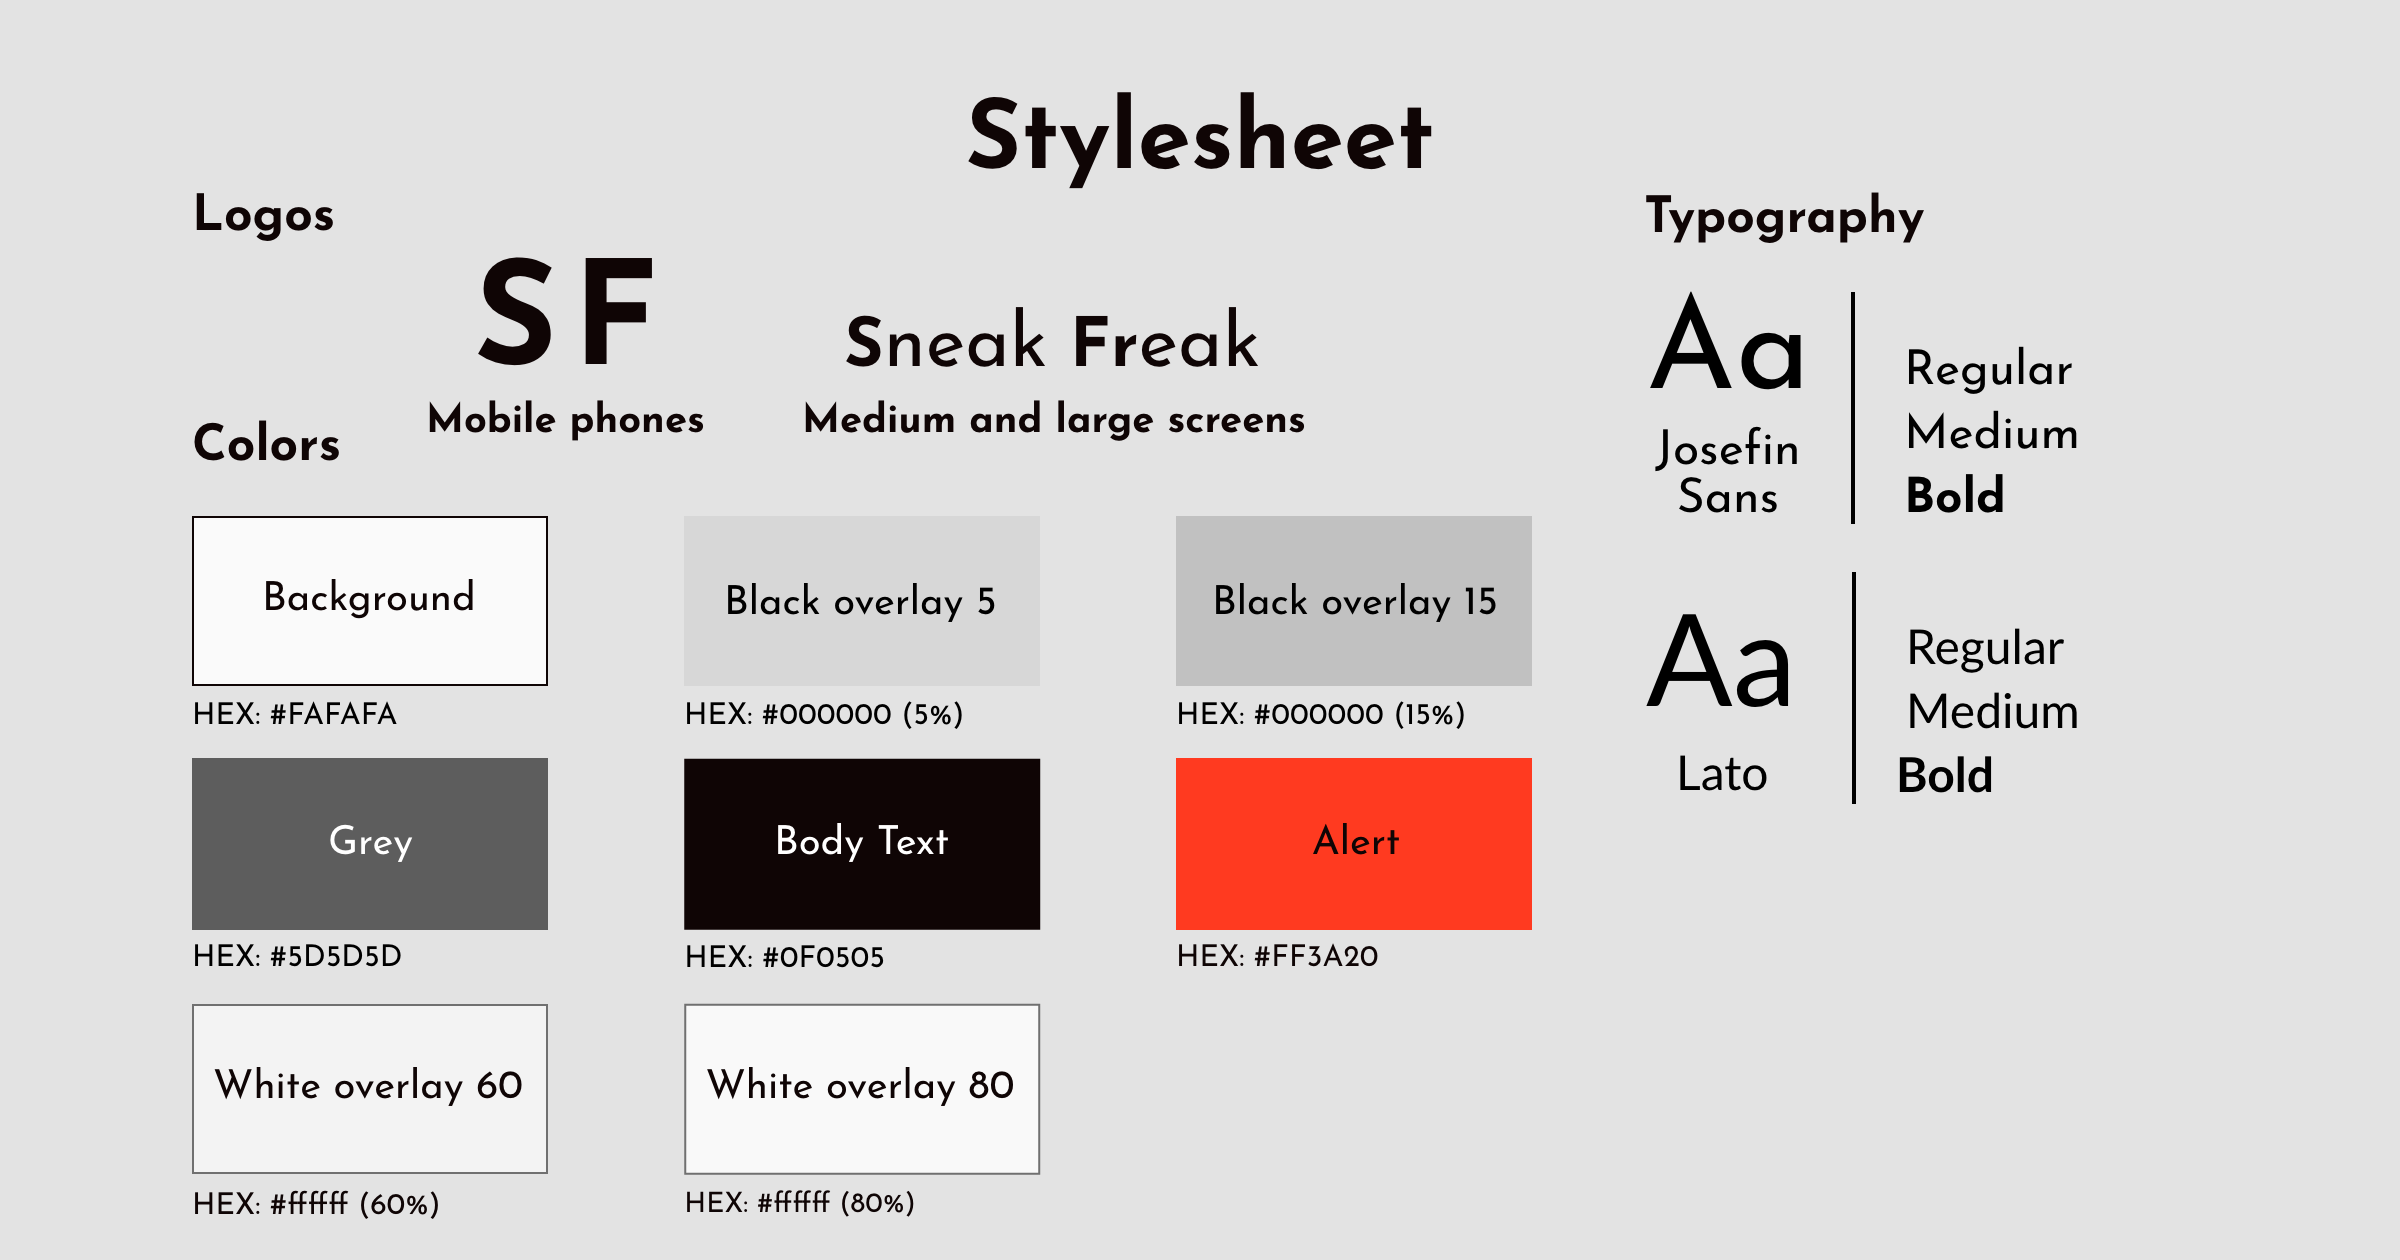 Stylesheet
Logos
SF
Mobile phones
Sneak Freak
Medium and large screens
Colors
Background
HEX: #FAFAFA
Black overlay 5
HEX: #000000 (5%)
Black overlay 15
HEX: #000000 (15%)
Grey
HEX: #5D5D5D
Body Text
HEX: #0F0505
Alert
HEX: #FF3A20
White overlay 60
HEX: #ffffff (60%)
White overlay 80
HEX: #ffffff (80%)
Typography
Aa
Josefin
Sans
Regular
Medium
Bold
Aa
Lato
Regular
Medium
Bold